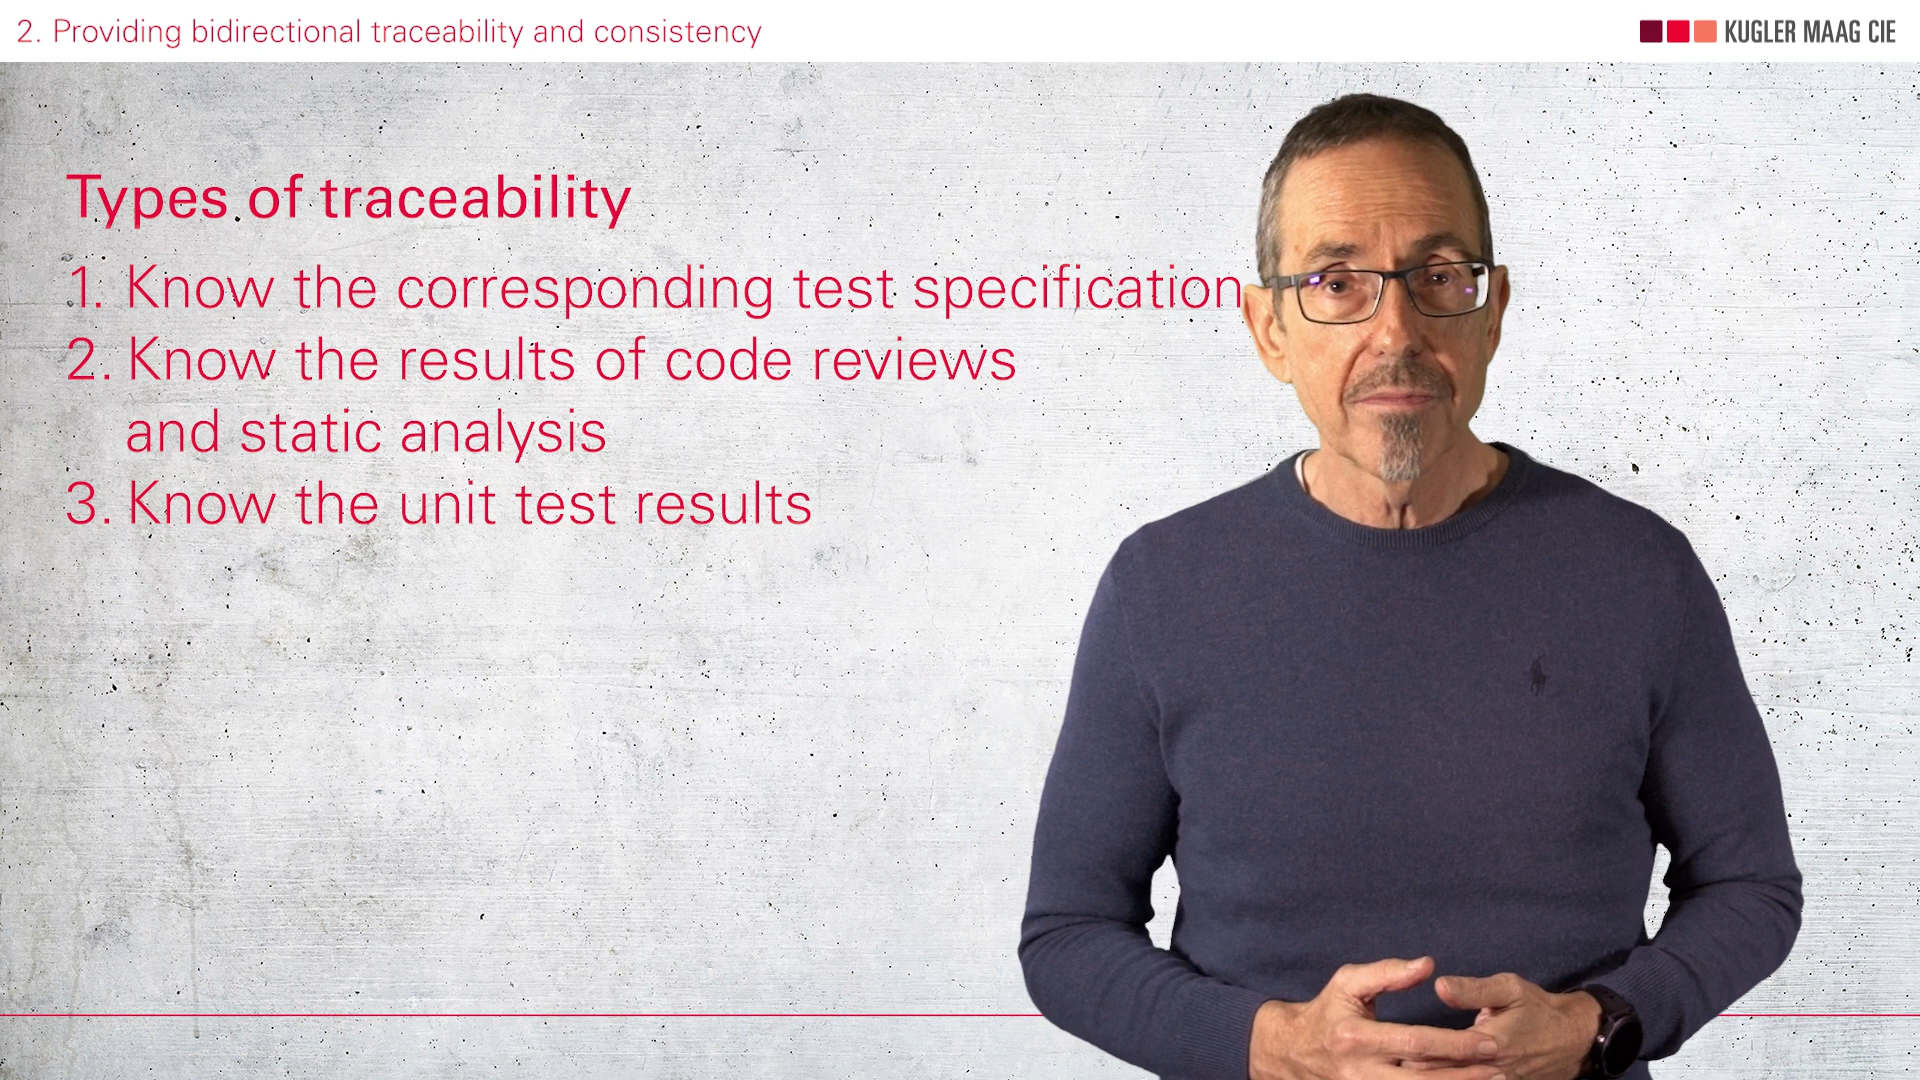 2. Providing bidirectional traceability and consistency
KUGLER MAAG CIE
Types of traceability
1. Know the corresponding test specification
2. Know the results of code reviews
and static analysis
3. Know the unit test results